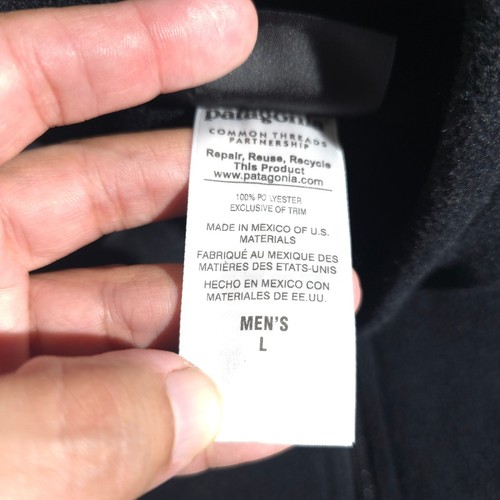 patagonia
COMMON THREADS
PARTNERSHIP
Repair, Reuse, Recycle
This Product
www.patagonia.com
100% POLYESTER
EXCLUSIVE OF TRIM
MADE IN MEXICO OF U.S.
MATERIALS
FABRIQUÉ AU MEXIQUE DES
MATIÈRES DES ETATS-UNIS
HECHO EN MEXICO CON
MATERIALES DE EE.UU.
MEN'S
L